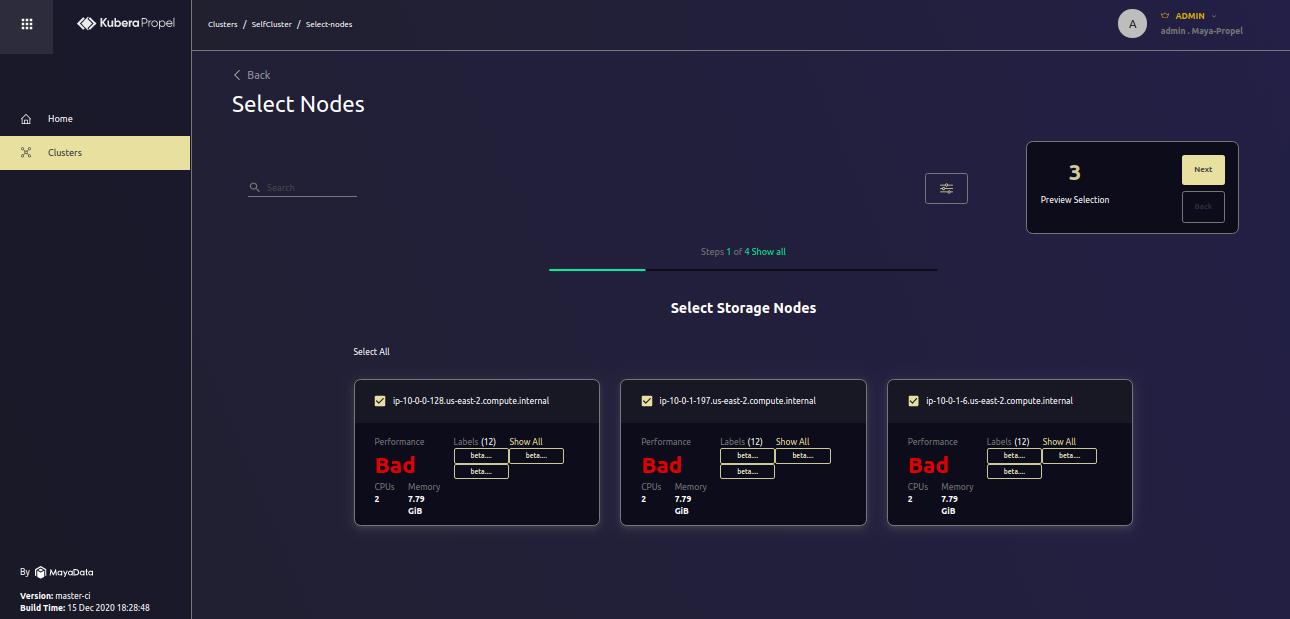 Kubera Propel
Clusters / SelfCluster / Select-nodes
A
ADMIN
admin . Maya-Propel
Home
Clusters
Back
Select Nodes
Search
3
Preview Selection
Next
Back
Steps 1 of 4 Show all
Select Storage Nodes
Select All
ip-10-0-0-128.us-east-2.compute.internal
Performance
Bad
CPUs Memory
2 7.79
GiB
Labels (12) Show All
beta.... beta....
beta....
ip-10-0-1-197.us-east-2.compute.internal
Performance
Bad
CPUs Memory
2 7.79
GiB
Labels (12) Show All
beta.... beta....
beta....
ip-10-0-1-6.us-east-2.compute.internal
Performance
Bad
CPUs Memory
2 7.79
GiB
Labels (12) Show All
beta.... beta....
beta....
By MayaData
Version: master-ci
Build Time: 15 Dec 2020 18:28:48